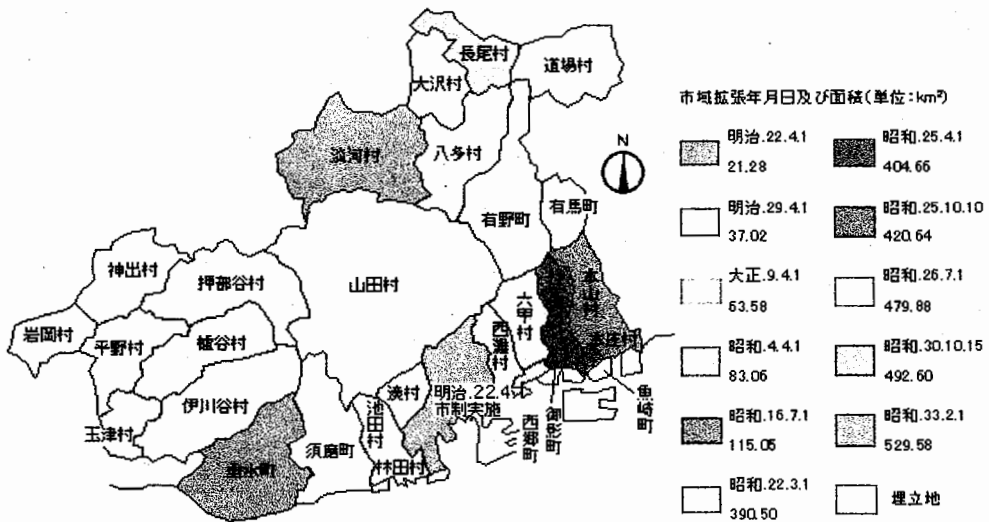 長尾村
道場村
大沢村
淡河村
八多村
有野町
有馬町
N
神出村
押部谷村
山田村
本山村
六甲村
岩岡村
平野村
櫨谷村
西灘村
本庄村
伊川谷村
湊村
明治.22.4.1
市制実施
池田村
玉津村
須磨町
林田村
垂水町
西郷町
御影町
魚崎町
市域拡張年月日及び面積(単位:km²)
明治.22.4.1
21.28
明治.29.4.1
37.02
大正.9.4.1
53.58
昭和.4.4.1
83.06
昭和.16.7.1
115.05
昭和.22.3.1
390.50
昭和.25.4.1
404.66
昭和.25.10.10
420.64
昭和.26.7.1
479.88
昭和.30.10.15
492.60
昭和.33.2.1
529.58
埋立地